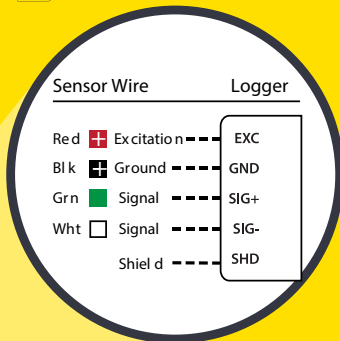 Sensor Wire Logger
Red Excitation EXC
Blk Ground GND
Grn Signal SIG+
Wht Signal SIG-
Shield SHD